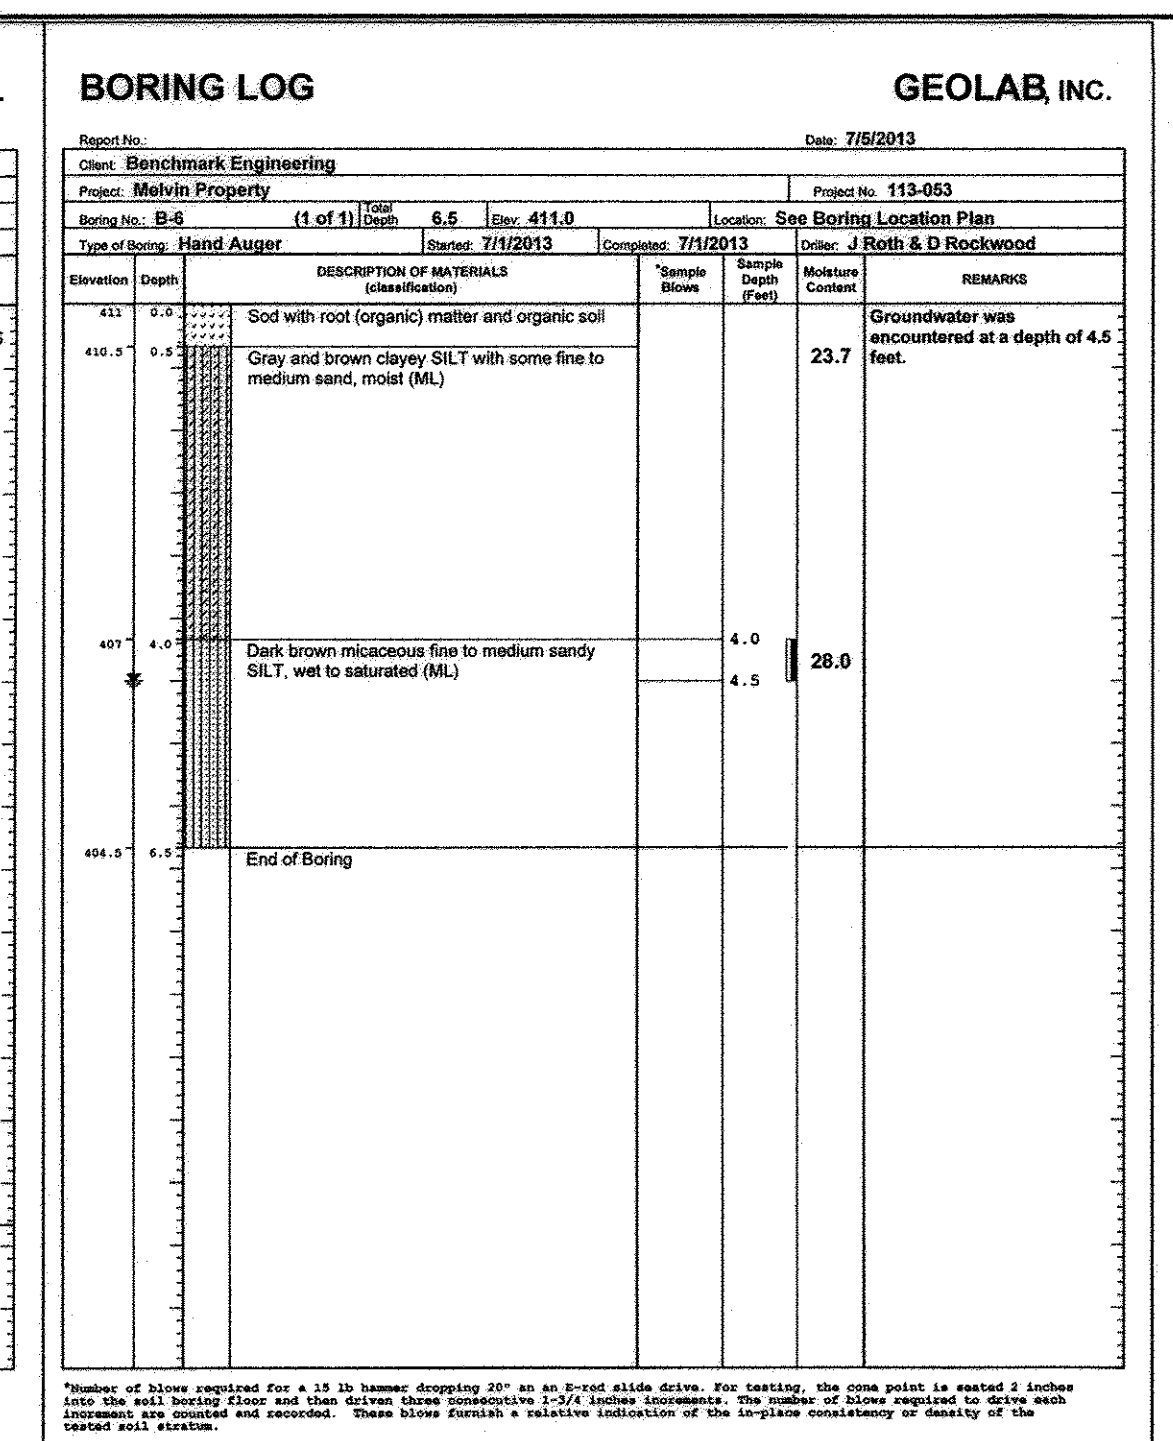 BORING LOG GEOLAB, INC.
Report No.: Date: 7/5/2013
Client: Benchmark Engineering
Project: Melvin Property Project No. 113-053
Boring No.: B-6 (1 of 1) Total Depth 6.5 Elev: 411.0 Location: See Boring Location Plan
Type of Boring: Hand Auger Started: 7/1/2013 Completed: 7/1/2013 Driller: J Roth & D Rockwood
Elevation Depth DESCRIPTION OF MATERIALS (classification) *Sample Blows Sample Depth (Feet) Moisture Content REMARKS
411 0.0 Sod with root (organic) matter and organic soil Groundwater was
encountered at a depth of 4.5
410.5 0.5 Gray and brown clayey SILT with some fine to 23.7 feet.
medium sand, moist (ML)
4.0
407 4.0 Dark brown micaceous fine to medium sandy 28.0
SILT, wet to saturated (ML)
4.5
404.5 6.5 End of Boring
*Number of blows required for a 15 lb hammer dropping 20" an an E-rod slide drive. For testing, the cone point is seated 2 inches
into the soil boring floor and then driven three consecutive 1-3/4 inches increments. The number of blows required to drive each
increment are counted and recorded. These blows furnish a relative indication of the in-place consistency or density of the
tested soil stratum.